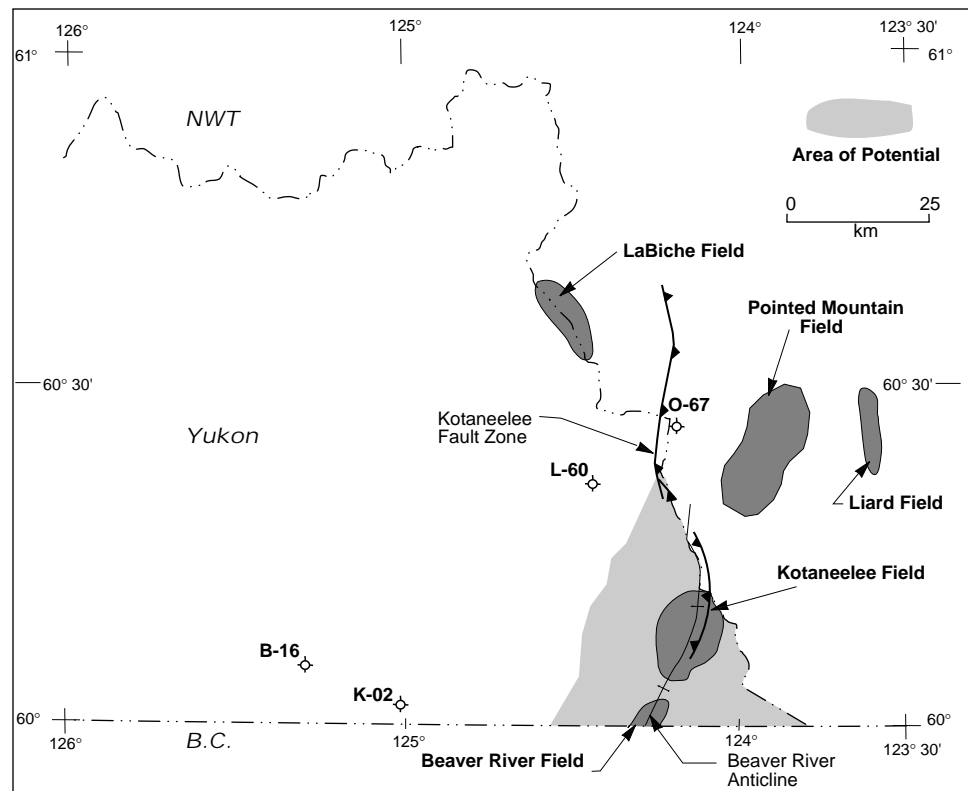 126°
125°
124°
123° 30'
61°
61°
NWT
Area of Potential
0 25
km
LaBiche Field
Pointed Mountain
Field
60° 30'
60° 30'
O-67
Kotaneelee
Fault Zone
Yukon
L-60
Liard Field
Kotaneelee Field
B-16
K-02
60°
60°
B.C.
126°
125°
124°
123° 30'
Beaver River Field
Beaver River
Anticline